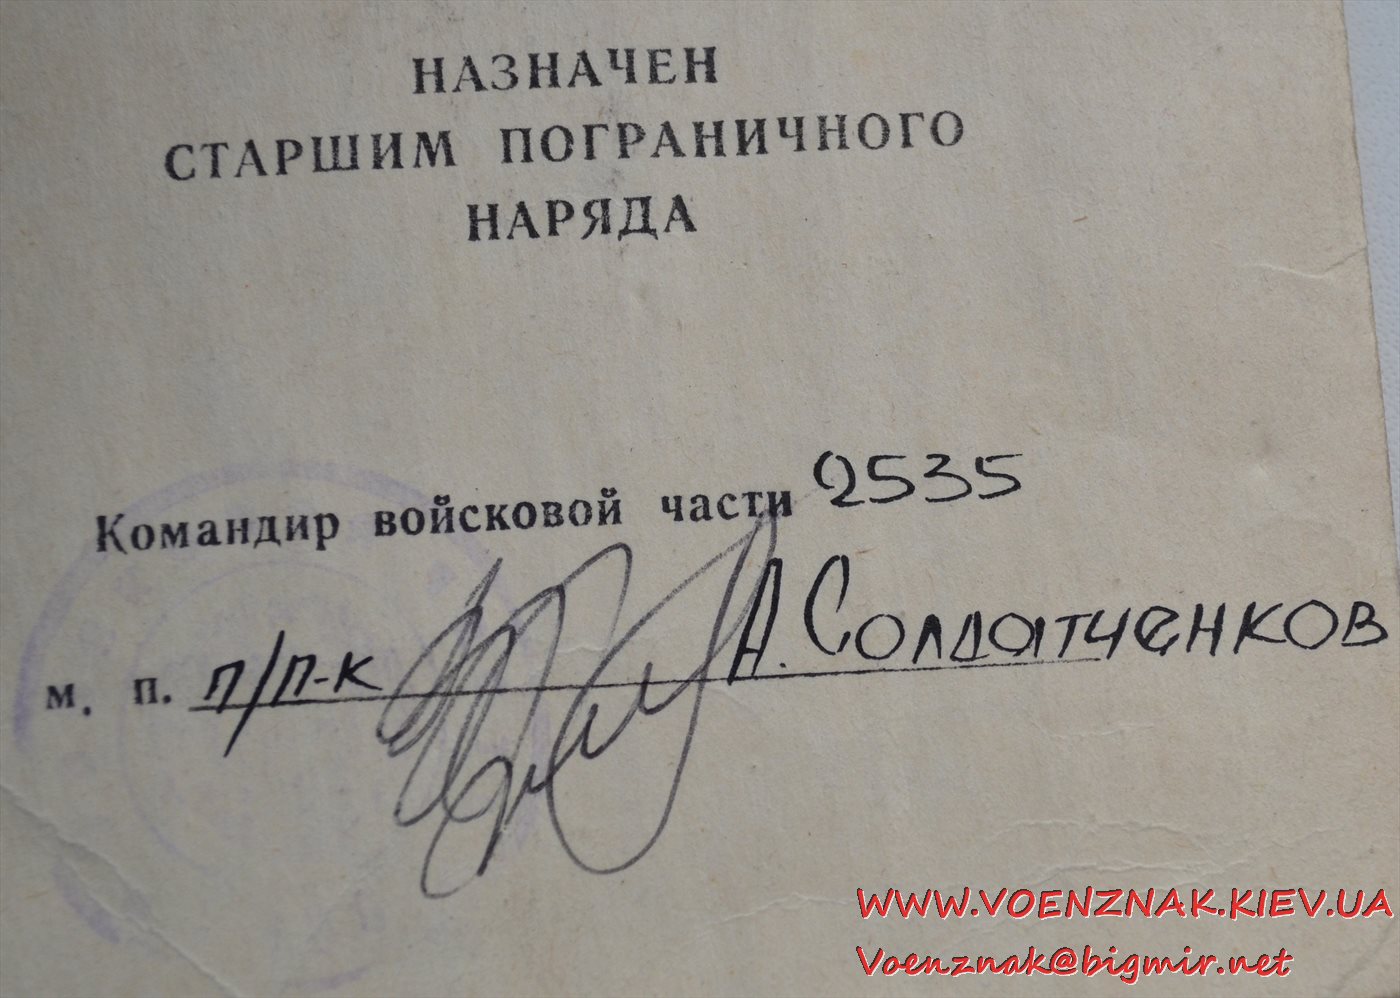 НАЗНАЧЕН
СТАРШИМ ПОГРАНИЧНОГО
НАРЯДА
Командир войсковой части 2535
м. п. п/п-к А. Солдатченков
WWW.VOENZNAK.KIEV.UA
Voenznak@bigmir.net